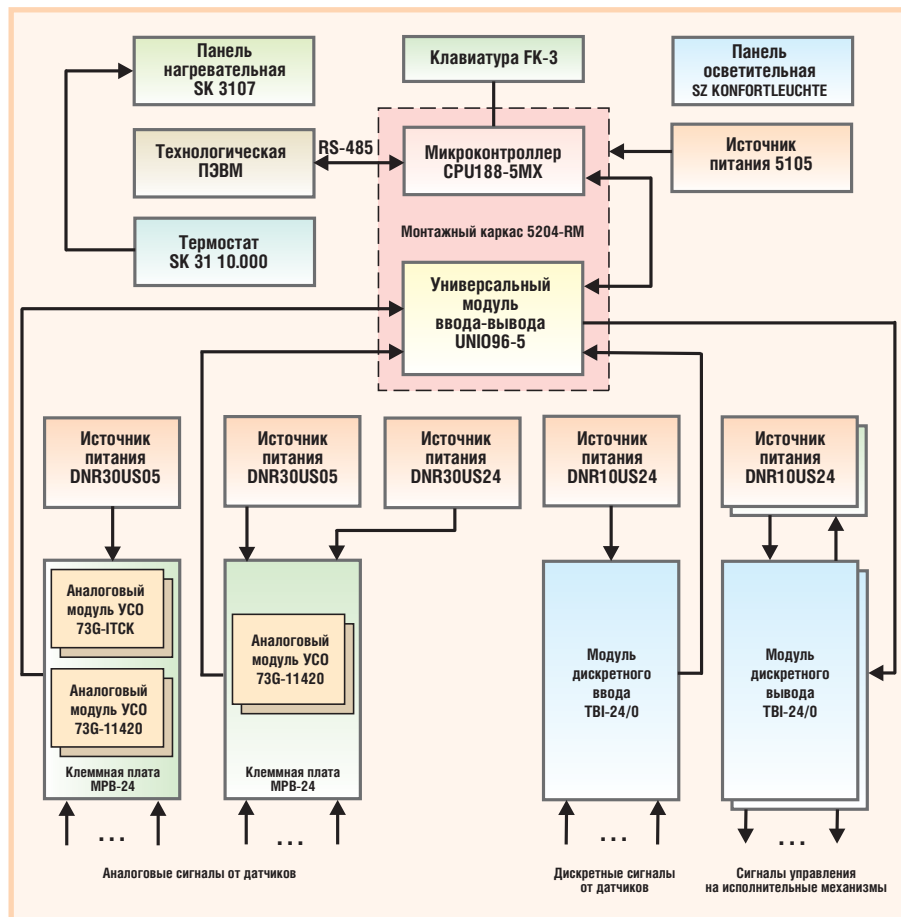 Панель
нагревательная
SK 3107
Клавиатура FK-3
Панель
осветительная
SZ KONFORTLEUCHTE
Технологическая
ПЭВМ
RS-485
Микроконтроллер
CPU188-5MX
Источник
питания 5105
Термостат
SK 31 10.000
Монтажный каркас 5204-RM
Универсальный
модуль
ввода-вывода
UNIO96-5
Источник
питания
DNR30US05
Источник
питания
DNR30US05
Источник
питания
DNR30US24
Источник
питания
DNR10US24
Источник
питания
DNR10US24
Аналоговый
модуль УСО
73G-ITCK
Аналоговый
модуль УСО
73G-11420
Клеммная плата
MPB-24
Аналоговый
модуль УСО
73G-11420
Клеммная плата
MPB-24
Модуль
дискретного
ввода
TBI-24/0
Модуль
дискретного
вывода
TBI-24/0
...
...
...
...
Аналоговые сигналы от датчиков
Дискретные сигналы
от датчиков
Сигналы управления
на исполнительные механизмы